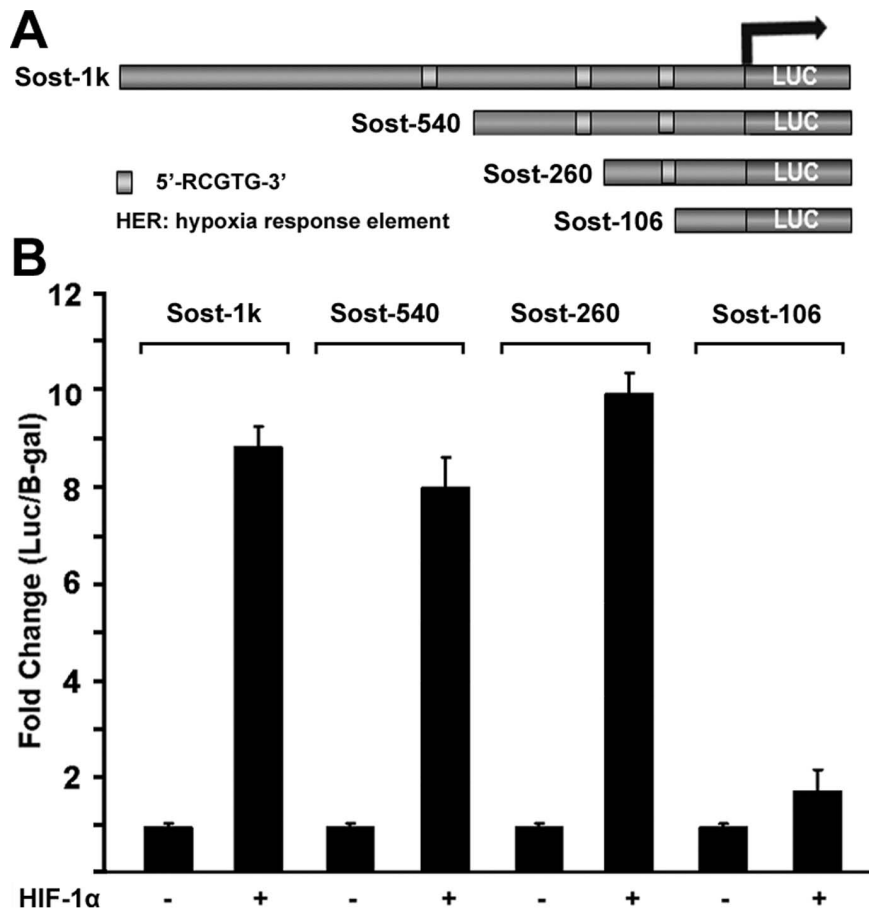 A
Sost-1k LUC
Sost-540 LUC
Sost-260 LUC
5’-RCGTG-3’
Sost-106 LUC
HER: hypoxia response element
B
Sost-1k Sost-540 Sost-260 Sost-106
Fold Change (Luc/B-gal)
12
10
8
6
4
2
HIF-1α - + - + - + - +